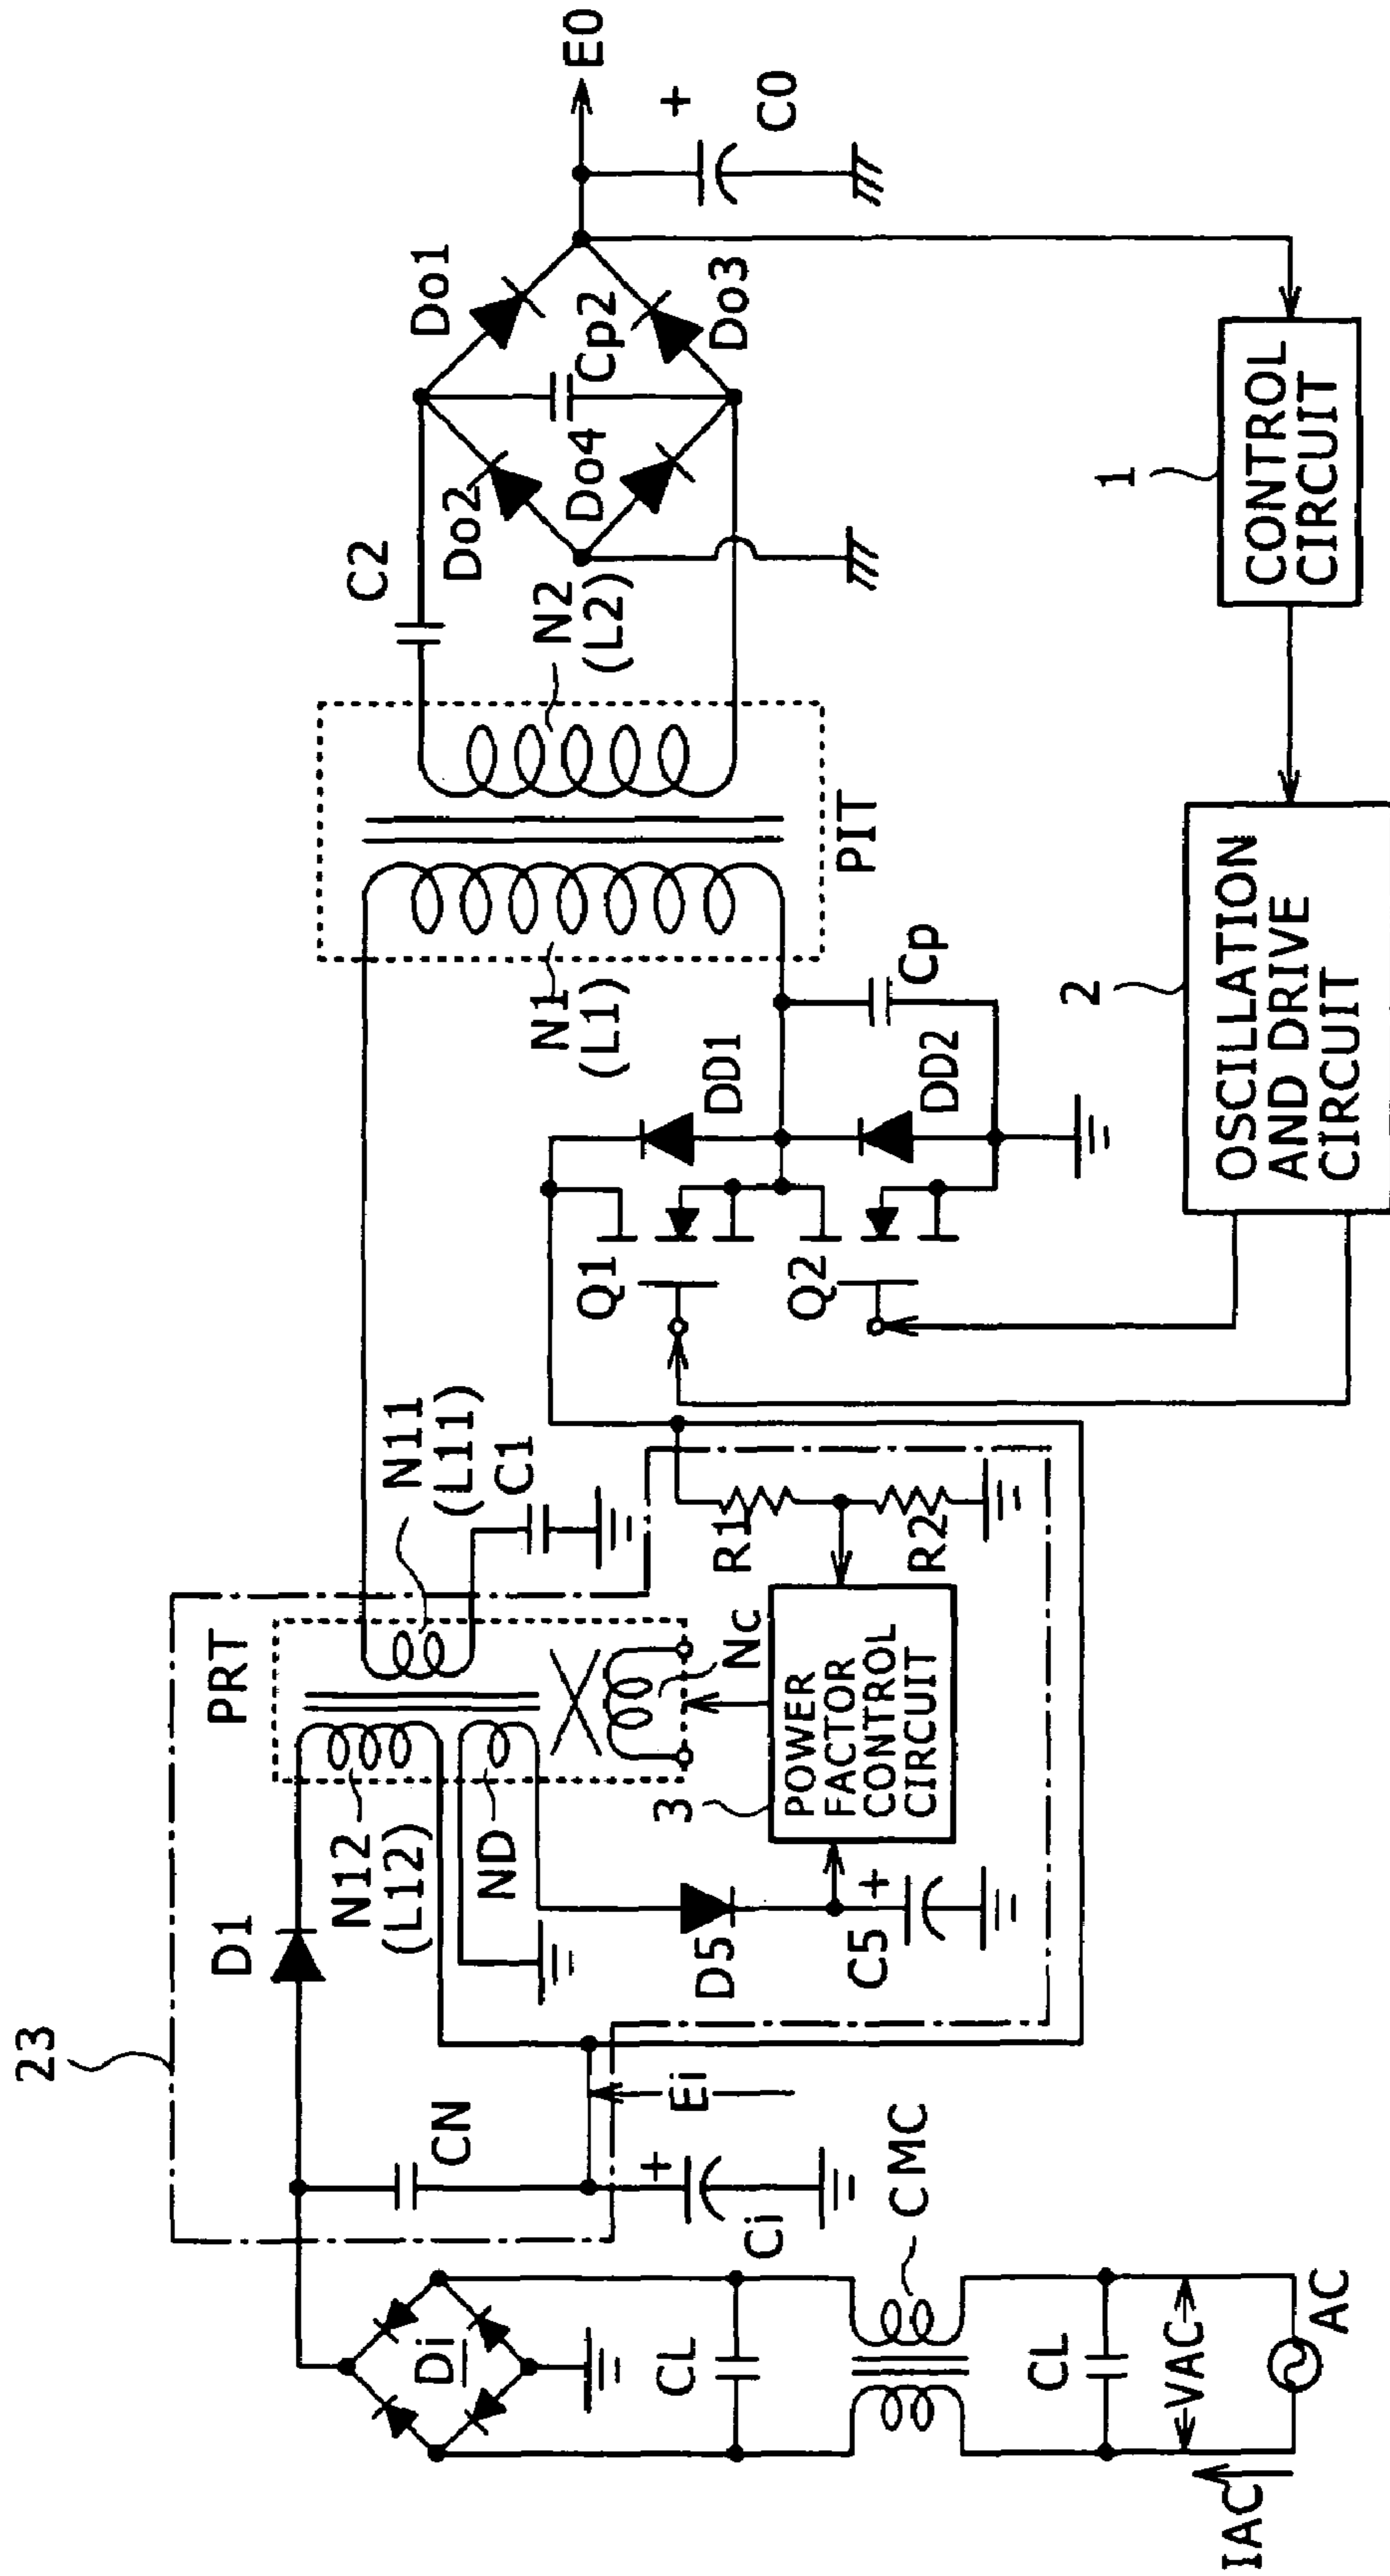 23
PRT
D1
N12
(L12)
ND
N11
(L11)
C1
Nc
3
POWER
FACTOR
CONTROL
CIRCUIT
R1
R2
D5
C5
+
CN
Ei
+
Ci
Di
CL
CMC
CL
VAC
AC
IAC
Q1
Q2
DD1
DD2
Cp
N1
(L1)
PIT
N2
(L2)
C2
Do1
Do2
Do3
Do4
Cp2
E0
+
C0
1
CONTROL
CIRCUIT
2
OSCILLATION
AND DRIVE
CIRCUIT